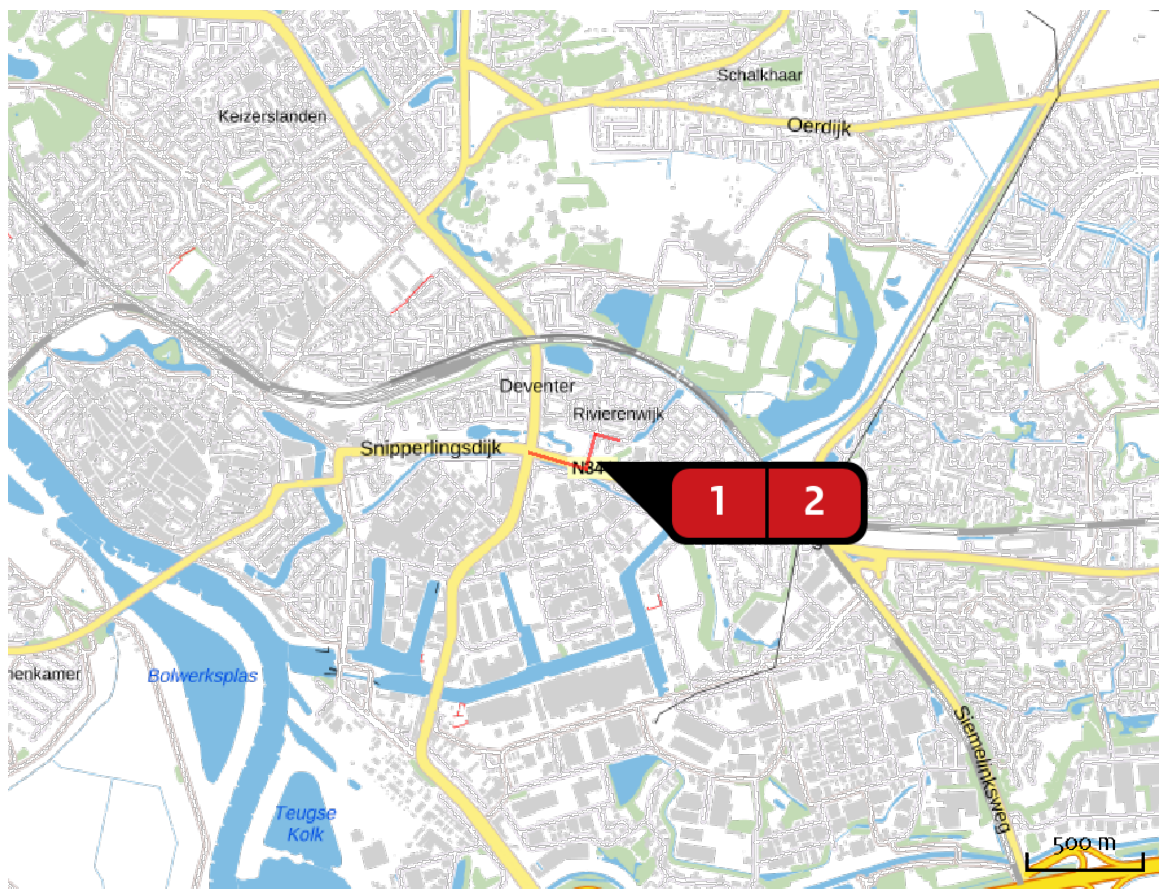 Schalkhaar
Keizerslanden
Oerdijk
Deventer
Rivierenwijk
Snipperlingsdijk
N34
1 2
Bolwerksplas
Siemelinksweg
Teugse
Kolk
500 m